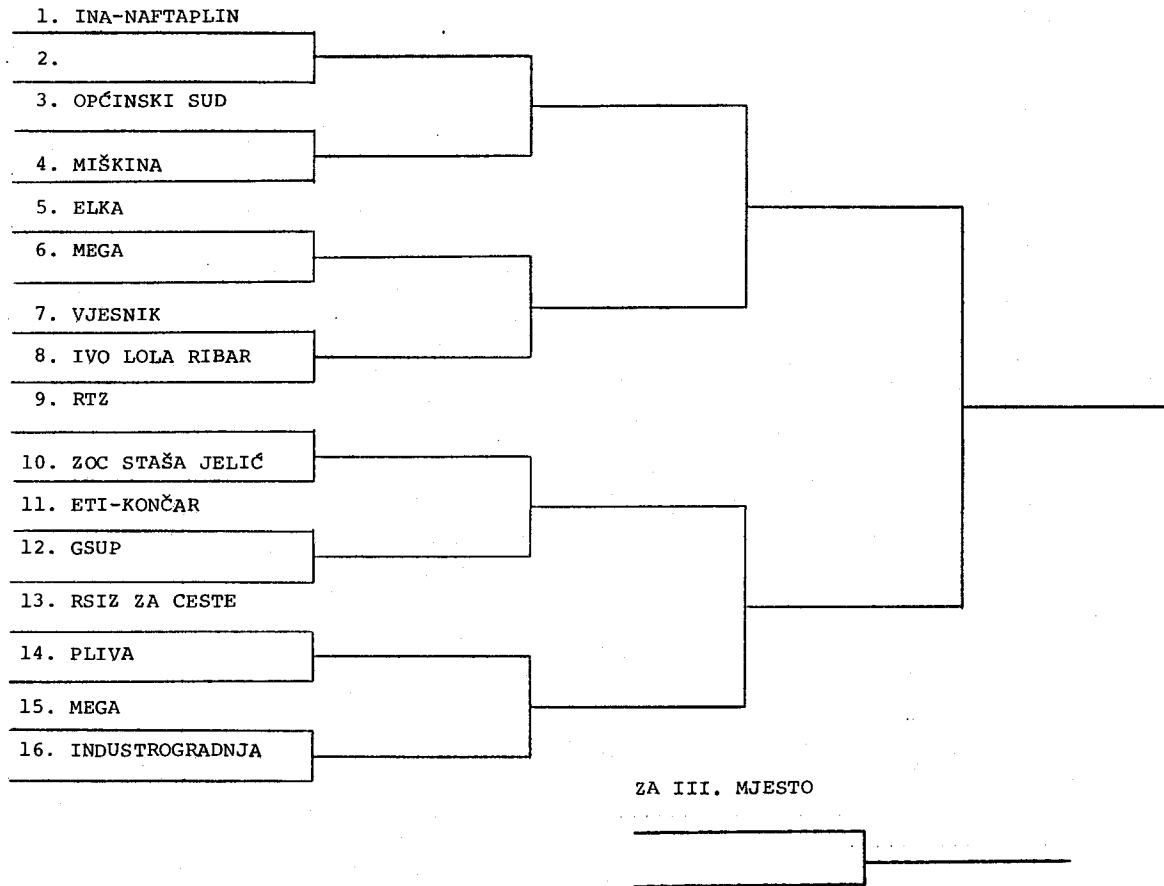 1. INA-NAFTAPLIN
2.
3. OPĆINSKI SUD
4. MIŠKINA
5. ELKA
6. MEGA
7. VJESNIK
8. IVO LOLA RIBAR
9. RTZ
10. ZOC STAŠA JELIĆ
11. ETI-KONČAR
12. GSUP
13. RSIZ ZA CESTE
14. PLIVA
15. MEGA
16. INDUSTROGRADNJA
ZA III. MJESTO